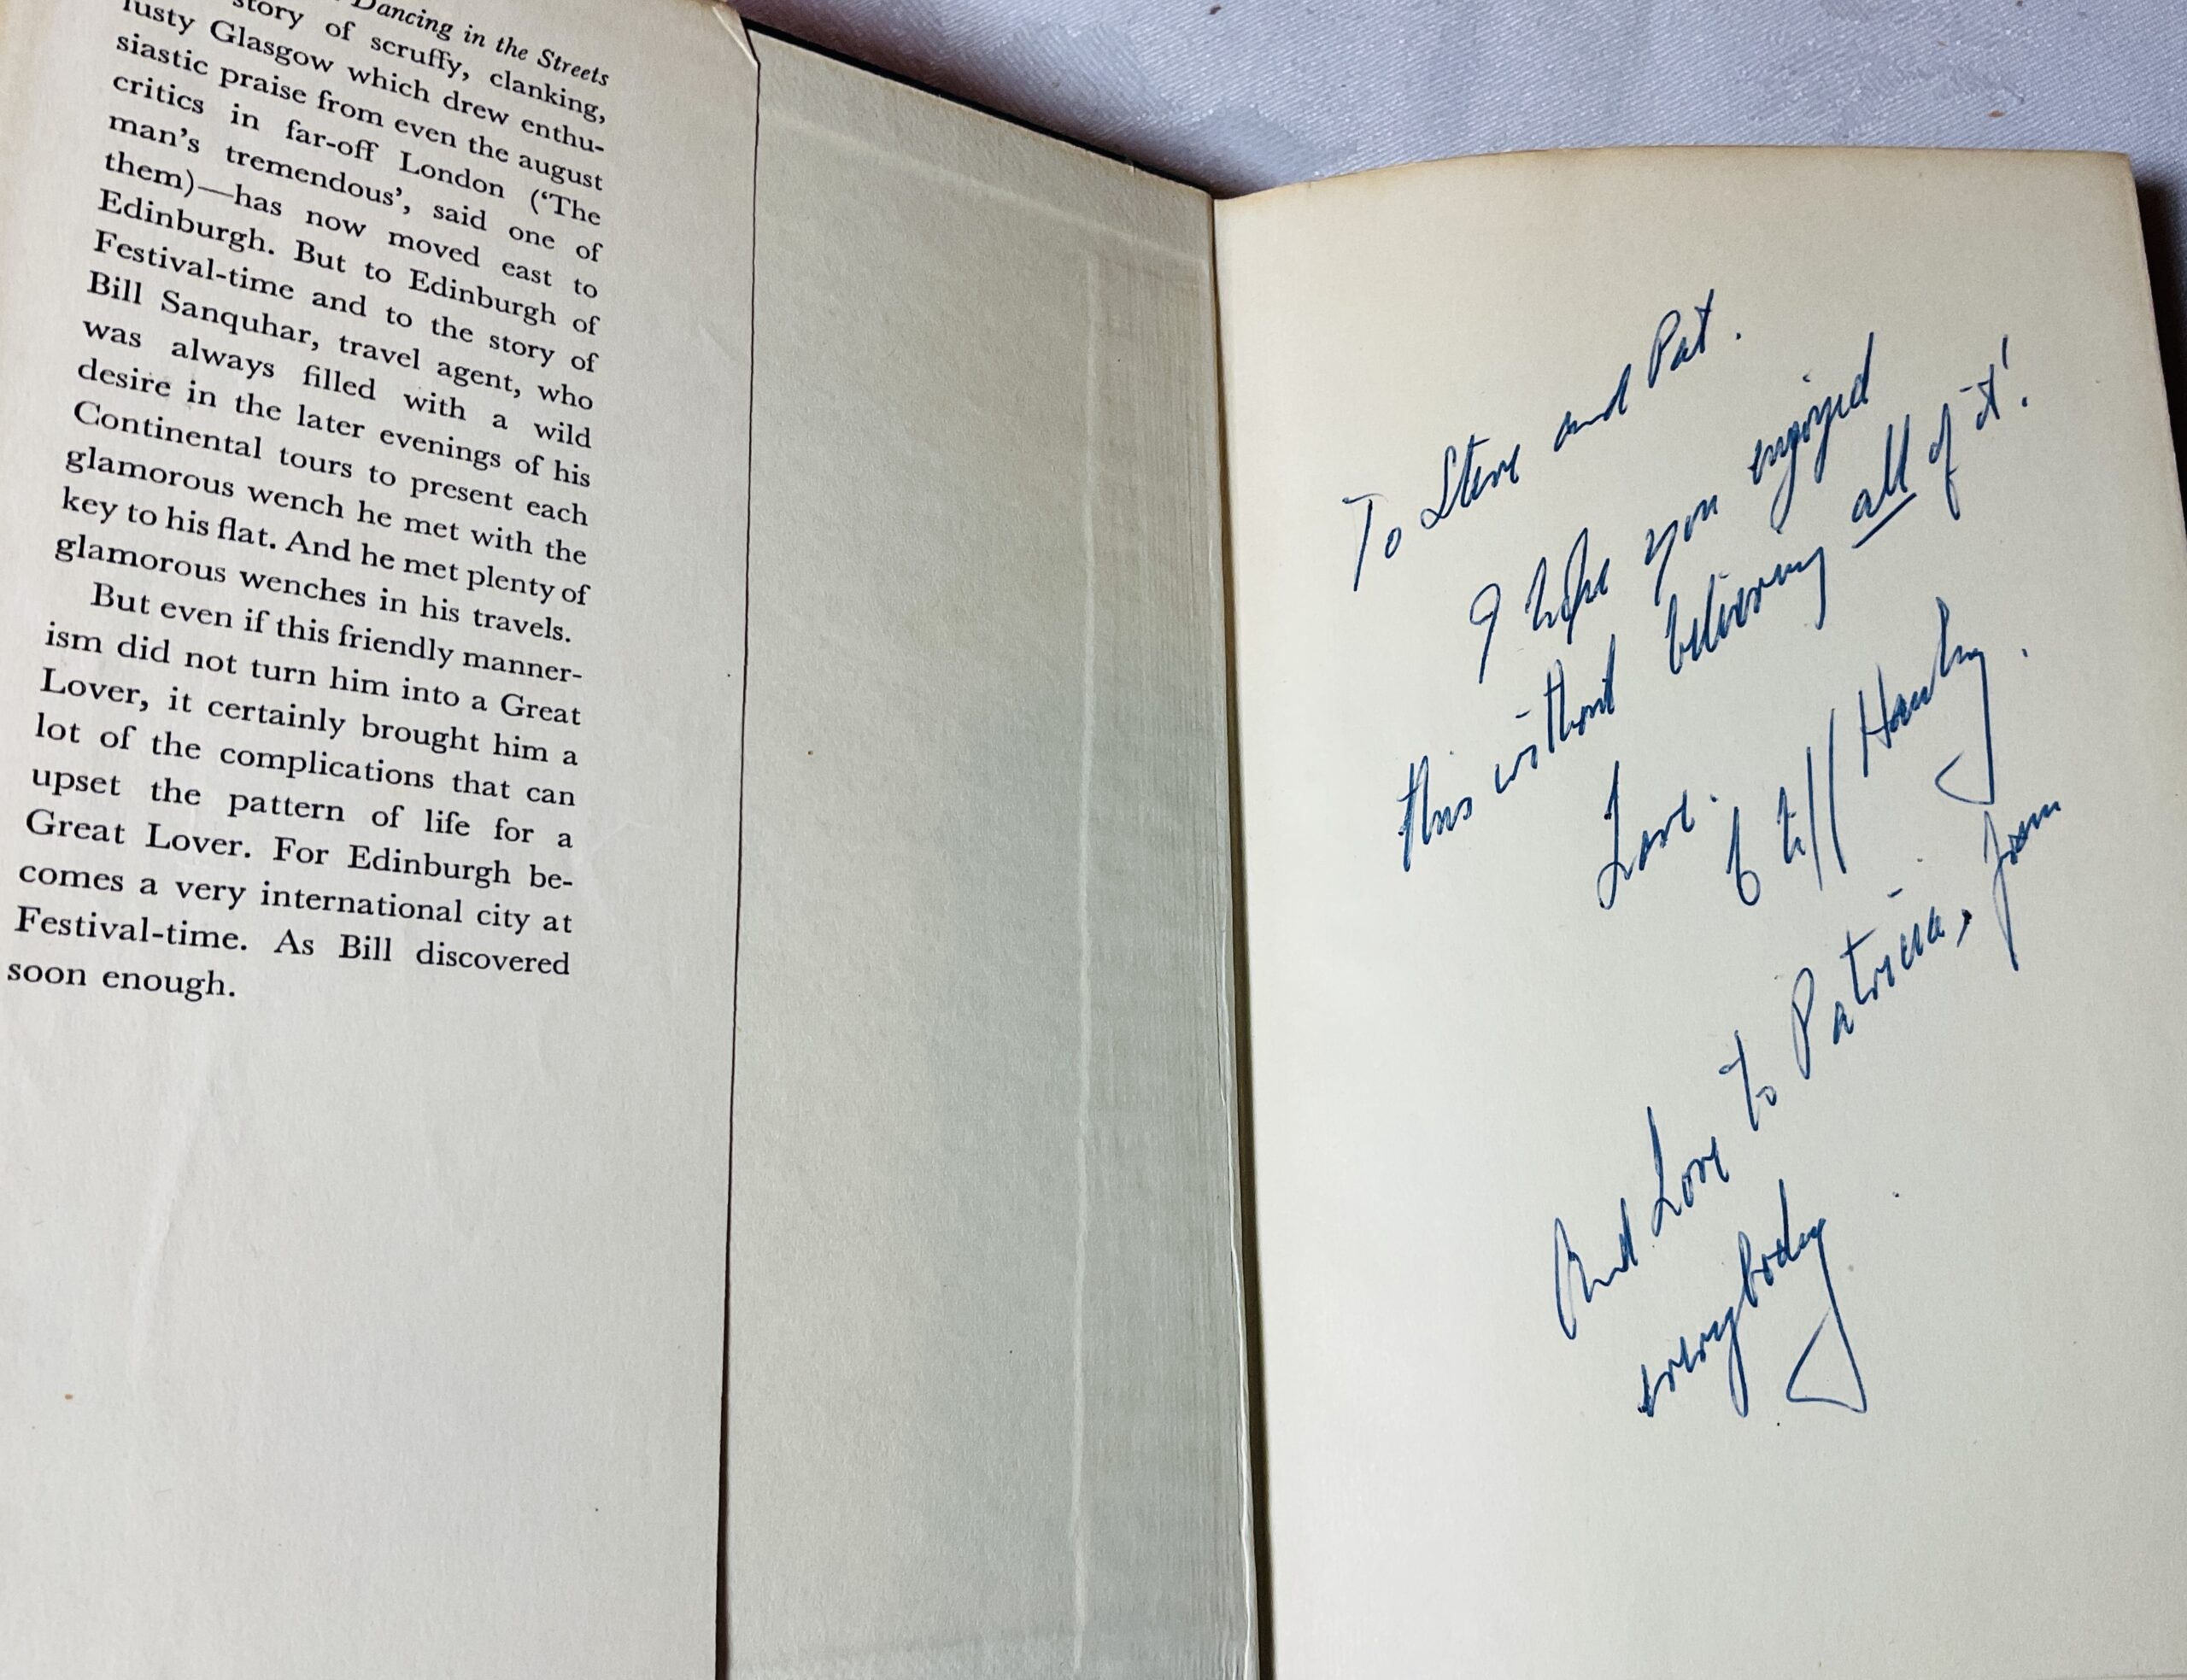 Dancing in the Streets
story of scruffy, clanking,
lusty Glasgow which drew enthu-
siastic praise from even the august
critics in far-off London (‘The
man’s tremendous’, said one of
them)—has now moved east to
Edinburgh. But to Edinburgh of
Festival-time and to the story of
Bill Sanquhar, travel agent, who
was always filled with a wild
desire in the later evenings of his
Continental tours to present each
glamorous wench he met with the
key to his flat. And he met plenty of
glamorous wenches in his travels.
But even if this friendly manner-
ism did not turn him into a Great
Lover, it certainly brought him a
lot of the complications that can
upset the pattern of life for a
Great Lover. For Edinburgh be-
comes a very international city at
Festival-time. As Bill discovered
soon enough.
To Steve and Pat.
I hope you enjoyed
this without believing all of it!
Love.
Cliff Hanley.
And Love to Patricia, from
everybody